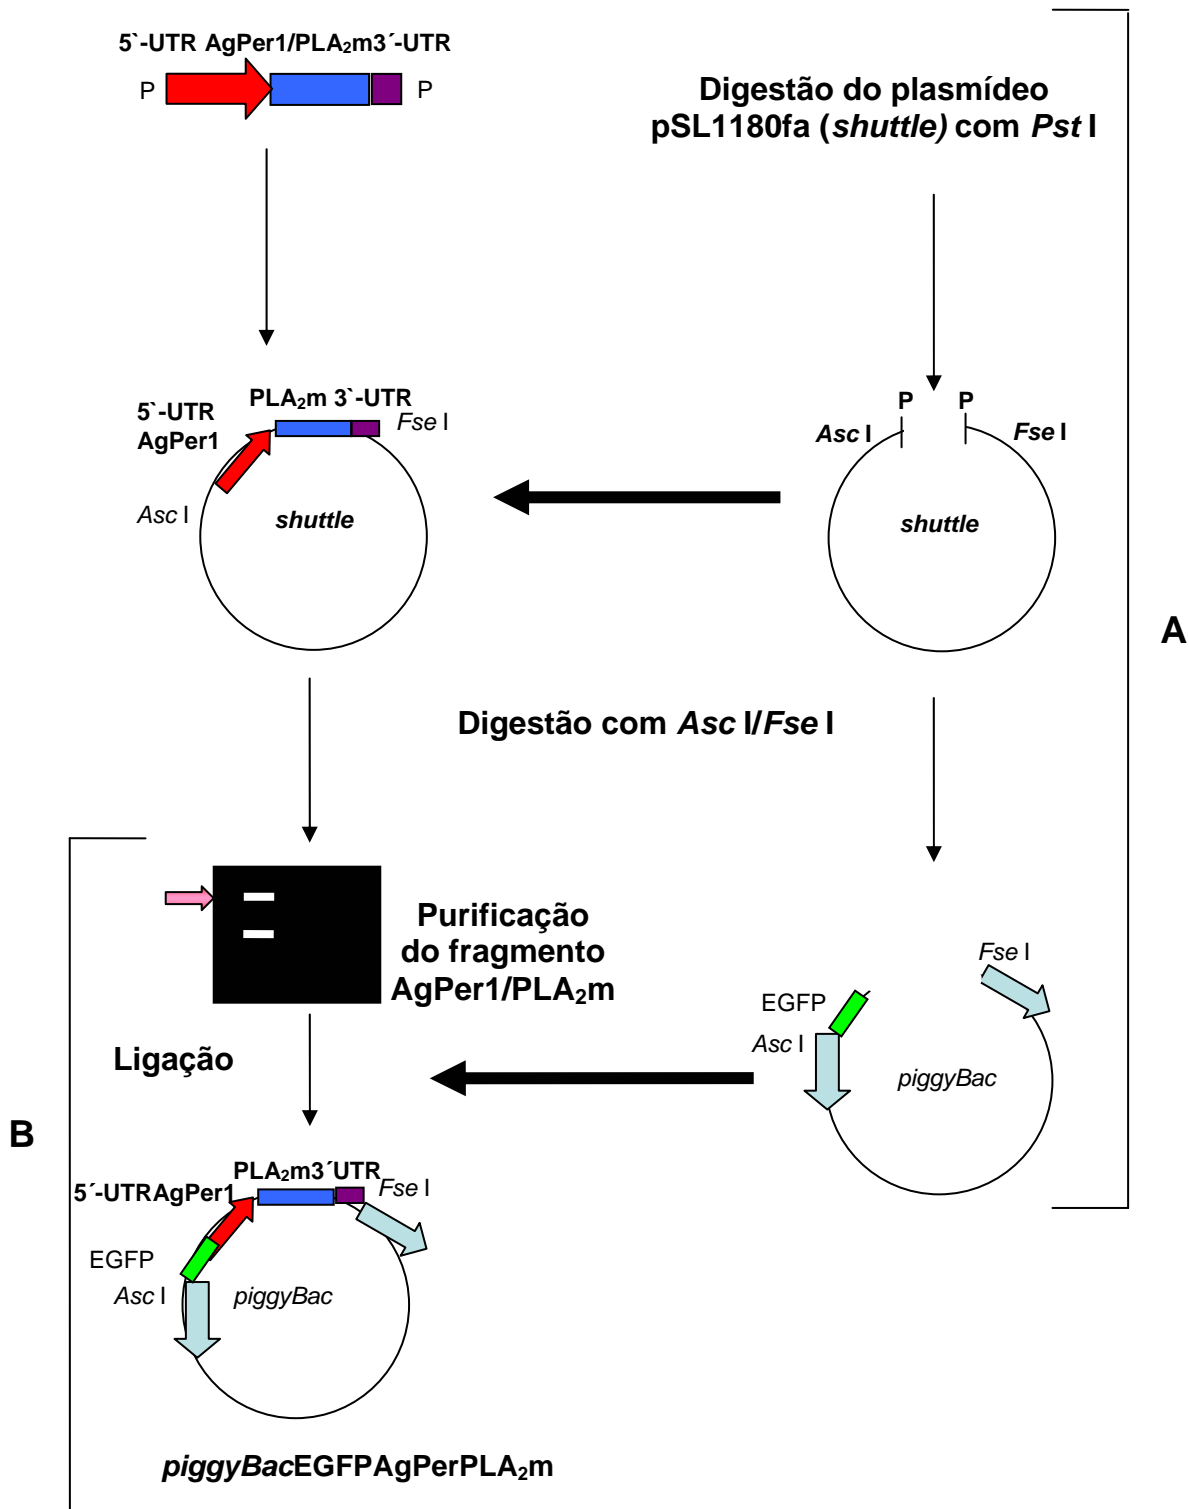 5`-UTR AgPer1/PLA₂m3´-UTR
P
P
Digestão do plasmídeo
pSL1180fa (shuttle) com Pst I
5`-UTR
AgPer1
PLA₂m 3`-UTR
Fse I
Asc I
shuttle
P P
Asc I
Fse I
shuttle
A
Digestão com Asc I/Fse I
Purificação
do fragmento
AgPer1/PLA₂m
Fse I
EGFP
Asc I
piggyBac
Ligação
B
PLA₂m3´UTR
Fse I
5´-UTRAgPer1
EGFP
Asc I
piggyBac
piggyBacEGFPAgPerPLA₂m